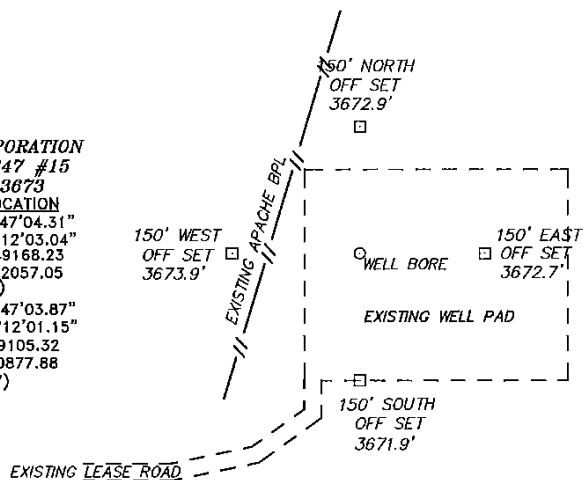 150' NORTH
OFF SET
3672.9'
PORATION
#15
3673
OCATION
47'04.31"
12'03.04"
9168.23
2057.05
)
47'03.87"
12'01.15"
9105.32
0877.88
")
150' WEST
OFF SET
3673.9'
EXISTING APACHE BPL
WELL BORE
150' EAST
OFF SET
3672.7'
EXISTING WELL PAD
150' SOUTH
OFF SET
3671.9'
EXISTING LEASE ROAD